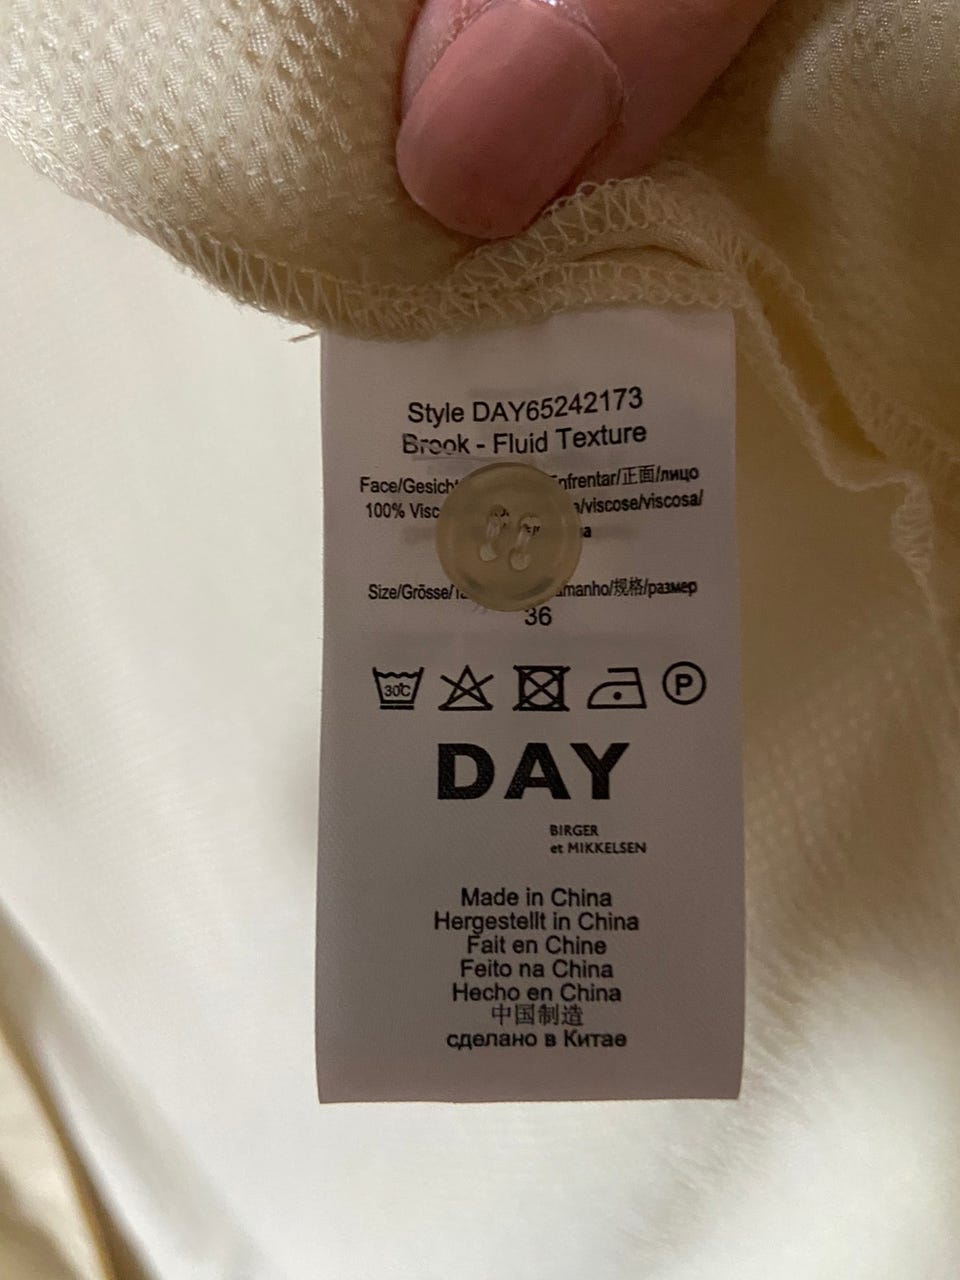 Style DAY65242173
Brook - Fluid Texture
Face/Gesicht nfrentar/正面/лицо
100% Visc a/viscose/viscosa/
Size/Grösse/ amanho/规格/размер
36
30C
P
DAY
BIRGER
et MIKKELSEN
Made in China
Hergestellt in China
Fait en Chine
Feito na China
Hecho en China
中国制造
сделано в Китае